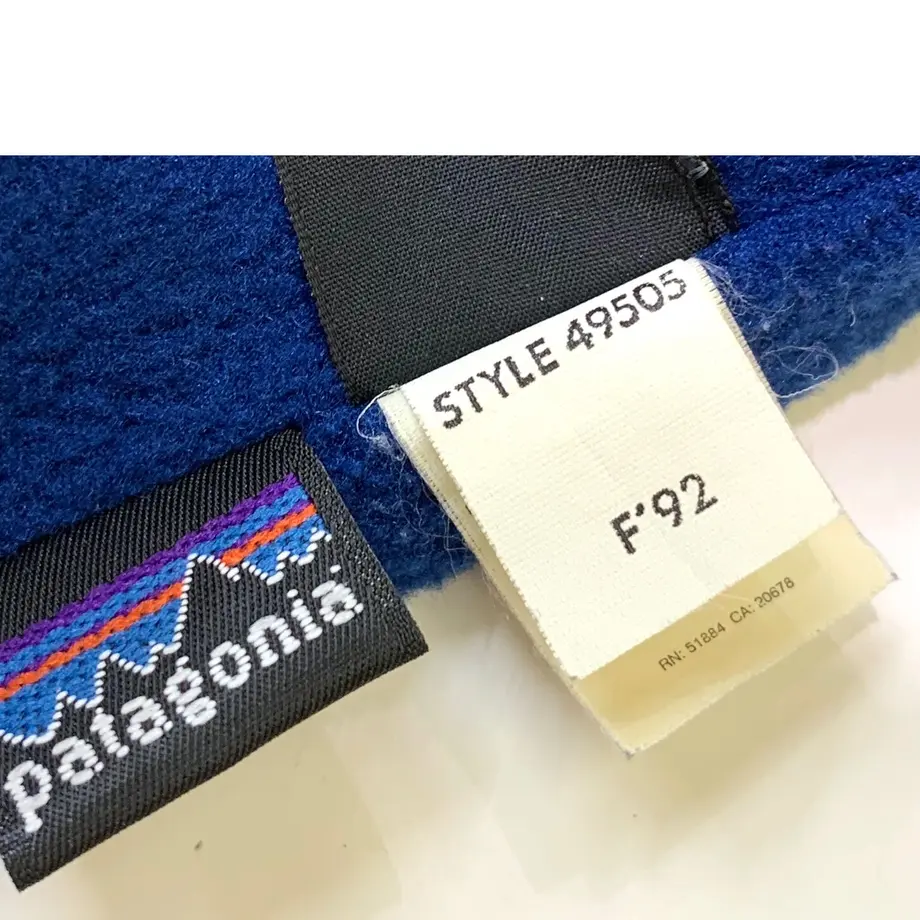 STYLE 49505
F'92
RN: 51884 CA: 20678
patagonia